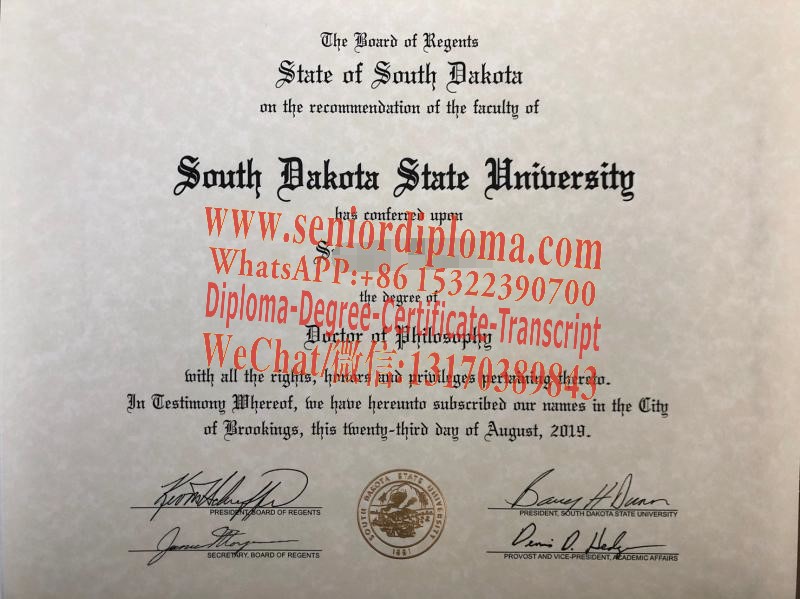 The Board of Regents
State of South Dakota
on the recommendation of the faculty of
South Dakota State University
has conferred upon
www.seniordiploma.com
S
WhatsAPP:+86 15322390700
the degree of
Diploma-Degree-Certificate-Transcript
Doctor of Philosophy
WeChat/微信:13170389843
with all the rights, honors and privileges pertaining thereto.
In Testimony Whereof, we have hereunto subscribed our names in the City
of Brookings, this twenty-third day of August, 2019.
PRESIDENT, BOARD OF REGENTS
SECRETARY, BOARD OF REGENTS
SOUTH DAKOTA STATE UNIVERSITY
1881
Barry H Dunn
PRESIDENT, SOUTH DAKOTA STATE UNIVERSITY
Dennis D. Hedge
PROVOST AND VICE-PRESIDENT, ACADEMIC AFFAIRS